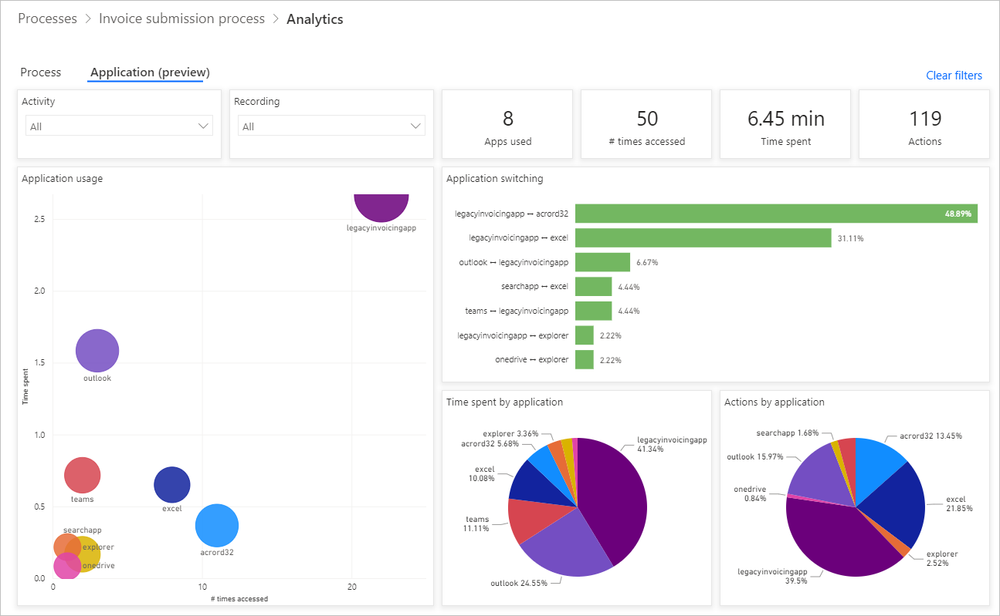 Processes > Invoice submission process > Analytics
Process
Application (preview)
Clear filters
Activity
All
Recording
All
8
Apps used
50
# times accessed
6.45 min
Time spent
119
Actions
Application usage
Time spent
2.5
2.0
1.5
1.0
0.5
0.0
legacyinvoicingapp
outlook
teams
excel
acrord32
searchapp
explorer
onedrive
0
10
20
# times accessed
Application switching
legacyinvoicingapp ↔ acrord32 48.89%
legacyinvoicingapp ↔ excel 31.11%
outlook ↔ legacyinvoicingapp 6.67%
searchapp ↔ excel 4.44%
teams ↔ legacyinvoicingapp 4.44%
legacyinvoicingapp ↔ explorer 2.22%
onedrive ↔ explorer 2.22%
Time spent by application
explorer 3.36%
acrord32 5.68%
excel
10.08%
teams
11.11%
outlook 24.55%
legacyinvoicingapp
41.34%
Actions by application
searchapp 1.68%
outlook 15.97%
onedrive
0.84%
legacyinvoicingapp
39.5%
acrord32 13.45%
excel
21.85%
explorer
2.52%